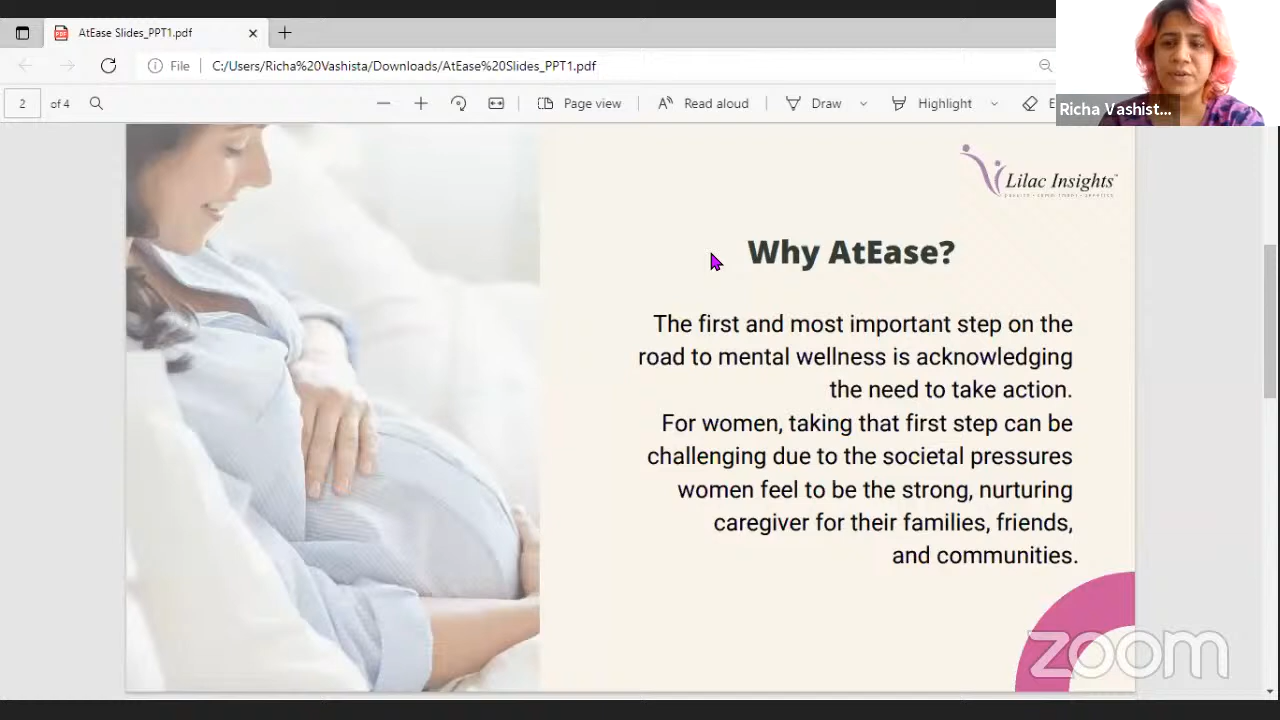 AtEase Slides_PPT1.pdf
File
C:/Users/Richa%20Vashista/Downloads/AtEase%20Slides_PPT1.pdf
2 of 4
Page view
Read aloud
Draw
Highlight
Richa Vashist...
Lilac Insights
Why AtEase?
The first and most important step on the
road to mental wellness is acknowledging
the need to take action.
For women, taking that first step can be
challenging due to the societal pressures
women feel to be the strong, nurturing
caregiver for their families, friends,
and communities.
zoom